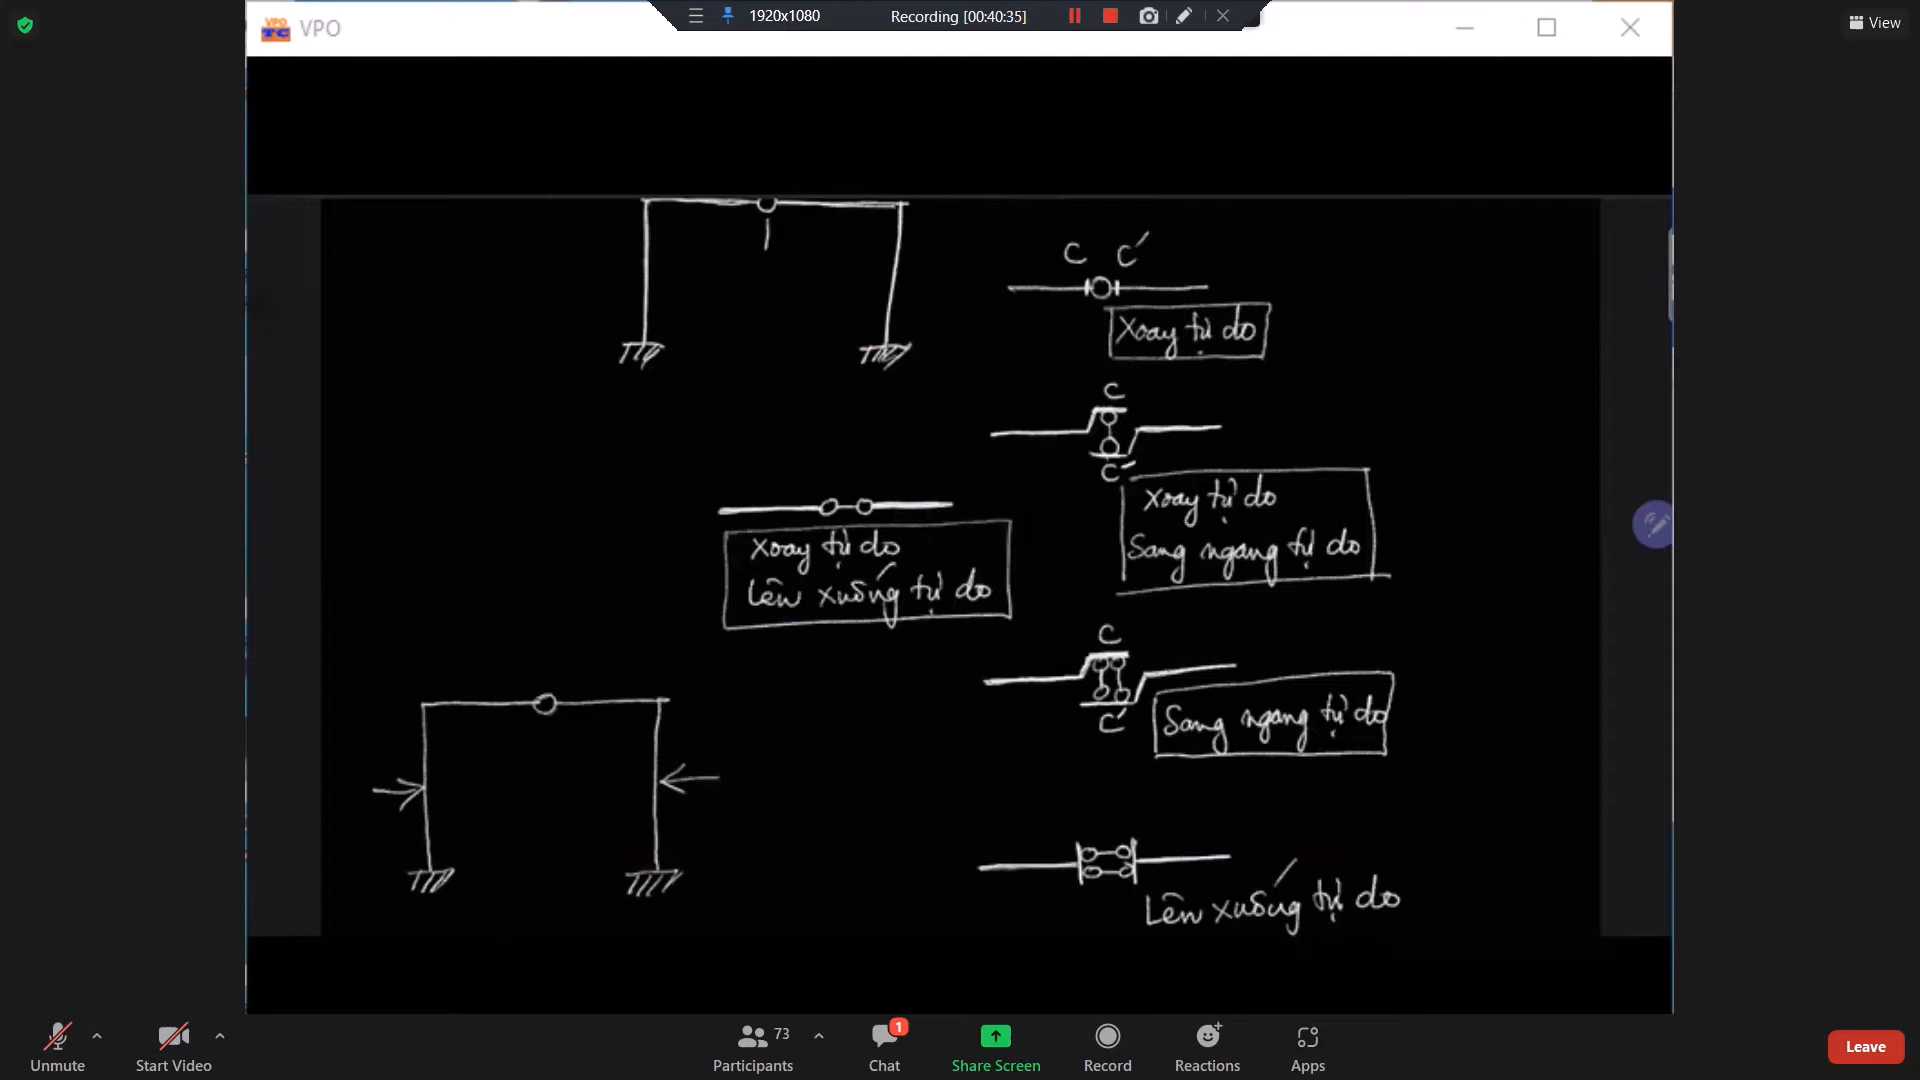 1920x1080
Recording [00:40:35]
View
VPO
TC
VPO
C C'
Xoay tự do
C
C'
Xoay tự do
Sang ngang tự do
Xoay tự do
Lên xuống tự do
C
C'
Sang ngang tự do
Lên xuống tự do
Unmute
Start Video
73
Participants
1
Chat
Share Screen
Record
Reactions
Apps
Leave